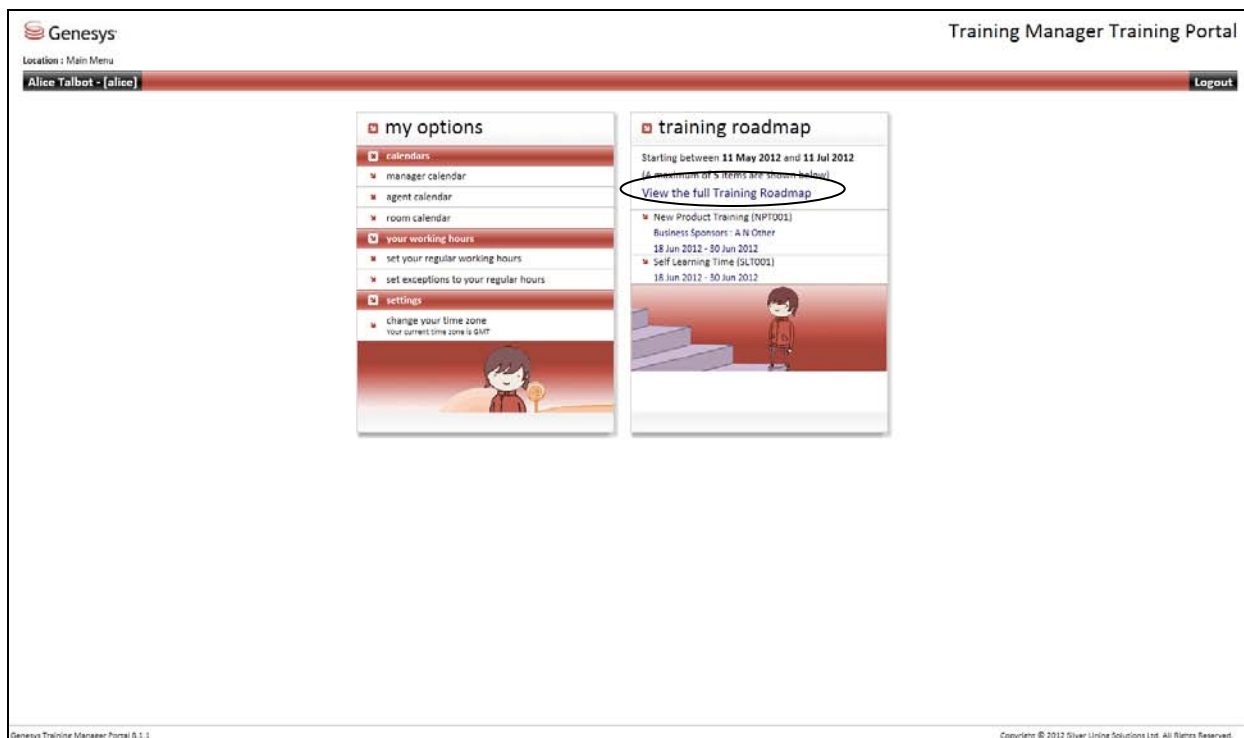 Genesys
Training Manager Training Portal
Location : Main Menu
Alice Talbot - [alice]
Logout
my options
calendars
manager calendar
agent calendar
room calendar
your working hours
set your regular working hours
set exceptions to your regular hours
settings
change your time zone
Your current time zone is GMT
training roadmap
Starting between 11 May 2012 and 11 Jul 2012
(A maximum of 5 items are shown below)
View the full Training Roadmap
New Product Training (NPT001)
Business Sponsors : A N Other
18 Jun 2012 - 30 Jun 2012
Self Learning Time (SLT001)
18 Jun 2012 - 30 Jun 2012
Genesys Training Manager Portal 8.1.1
Copyright © 2012 Silver Lining Solutions Ltd. All Rights Reserved.